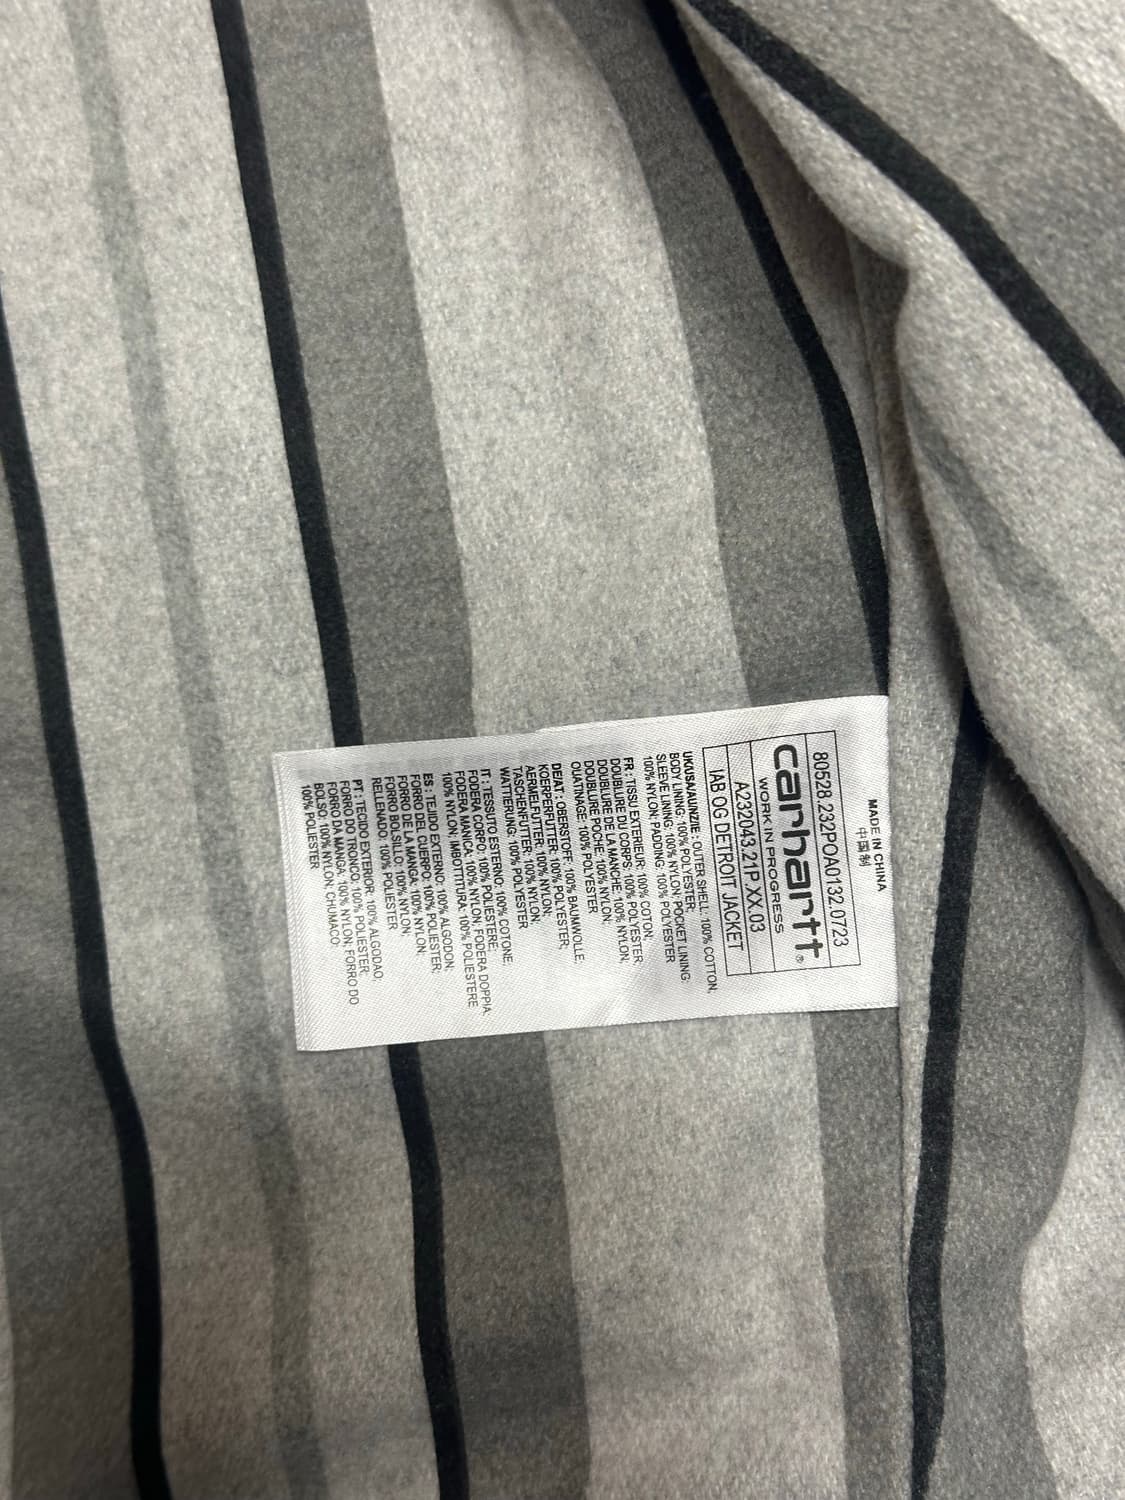 MADE IN CHINA
中国制
80528.232POA0132.0723
carhartt®
WORK IN PROGRESS
A232043.21P.XX.03
IAB OG DETROIT JACKET
UK/USA/AU/NZ/IE : OUTER SHELL: 100% COTTON;
BODY LINING: 100% POLYESTER;
SLEEVE LINING: 100% NYLON; POCKET LINING:
100% NYLON; PADDING: 100% POLYESTER
FR : TISSU EXTERIEUR: 100% COTON;
DOUBLURE DU CORPS: 100% POLYESTER;
DOUBLURE DE LA MANCHE: 100% NYLON;
DOUBLURE POCHE: 100% NYLON;
OUATINAGE: 100% POLYESTER
DE/AT : OBERSTOFF: 100% BAUMWOLLE;
KOERPERFUTTER: 100% POLYESTER;
AERMELFUTTER: 100% NYLON;
TASCHENFUTTER: 100% NYLON;
WATTIERUNG: 100% POLYESTER
IT : TESSUTO ESTERNO: 100% COTONE;
FODERA CORPO: 100% POLIESTERE;
FODERA MANICA: 100% NYLON; FODERA DOPPIA:
100% NYLON; IMBOTTITURA: 100% POLIESTERE
ES : TEJIDO EXTERNO: 100% ALGODON;
FORRO DEL CUERPO: 100% POLIESTER;
FORRO DE LA MANGA: 100% NYLON;
FORRO BOLSILLO: 100% NYLON;
RELLENADO: 100% POLIESTER
PT : TECIDO EXTERIOR: 100% ALGODAO;
FORRO DO TRONCO: 100% POLIESTER;
FORRO DA MANGA: 100% NYLON; FORRO DO
BOLSO: 100% NYLON; CHUMACO:
100% POLIESTER